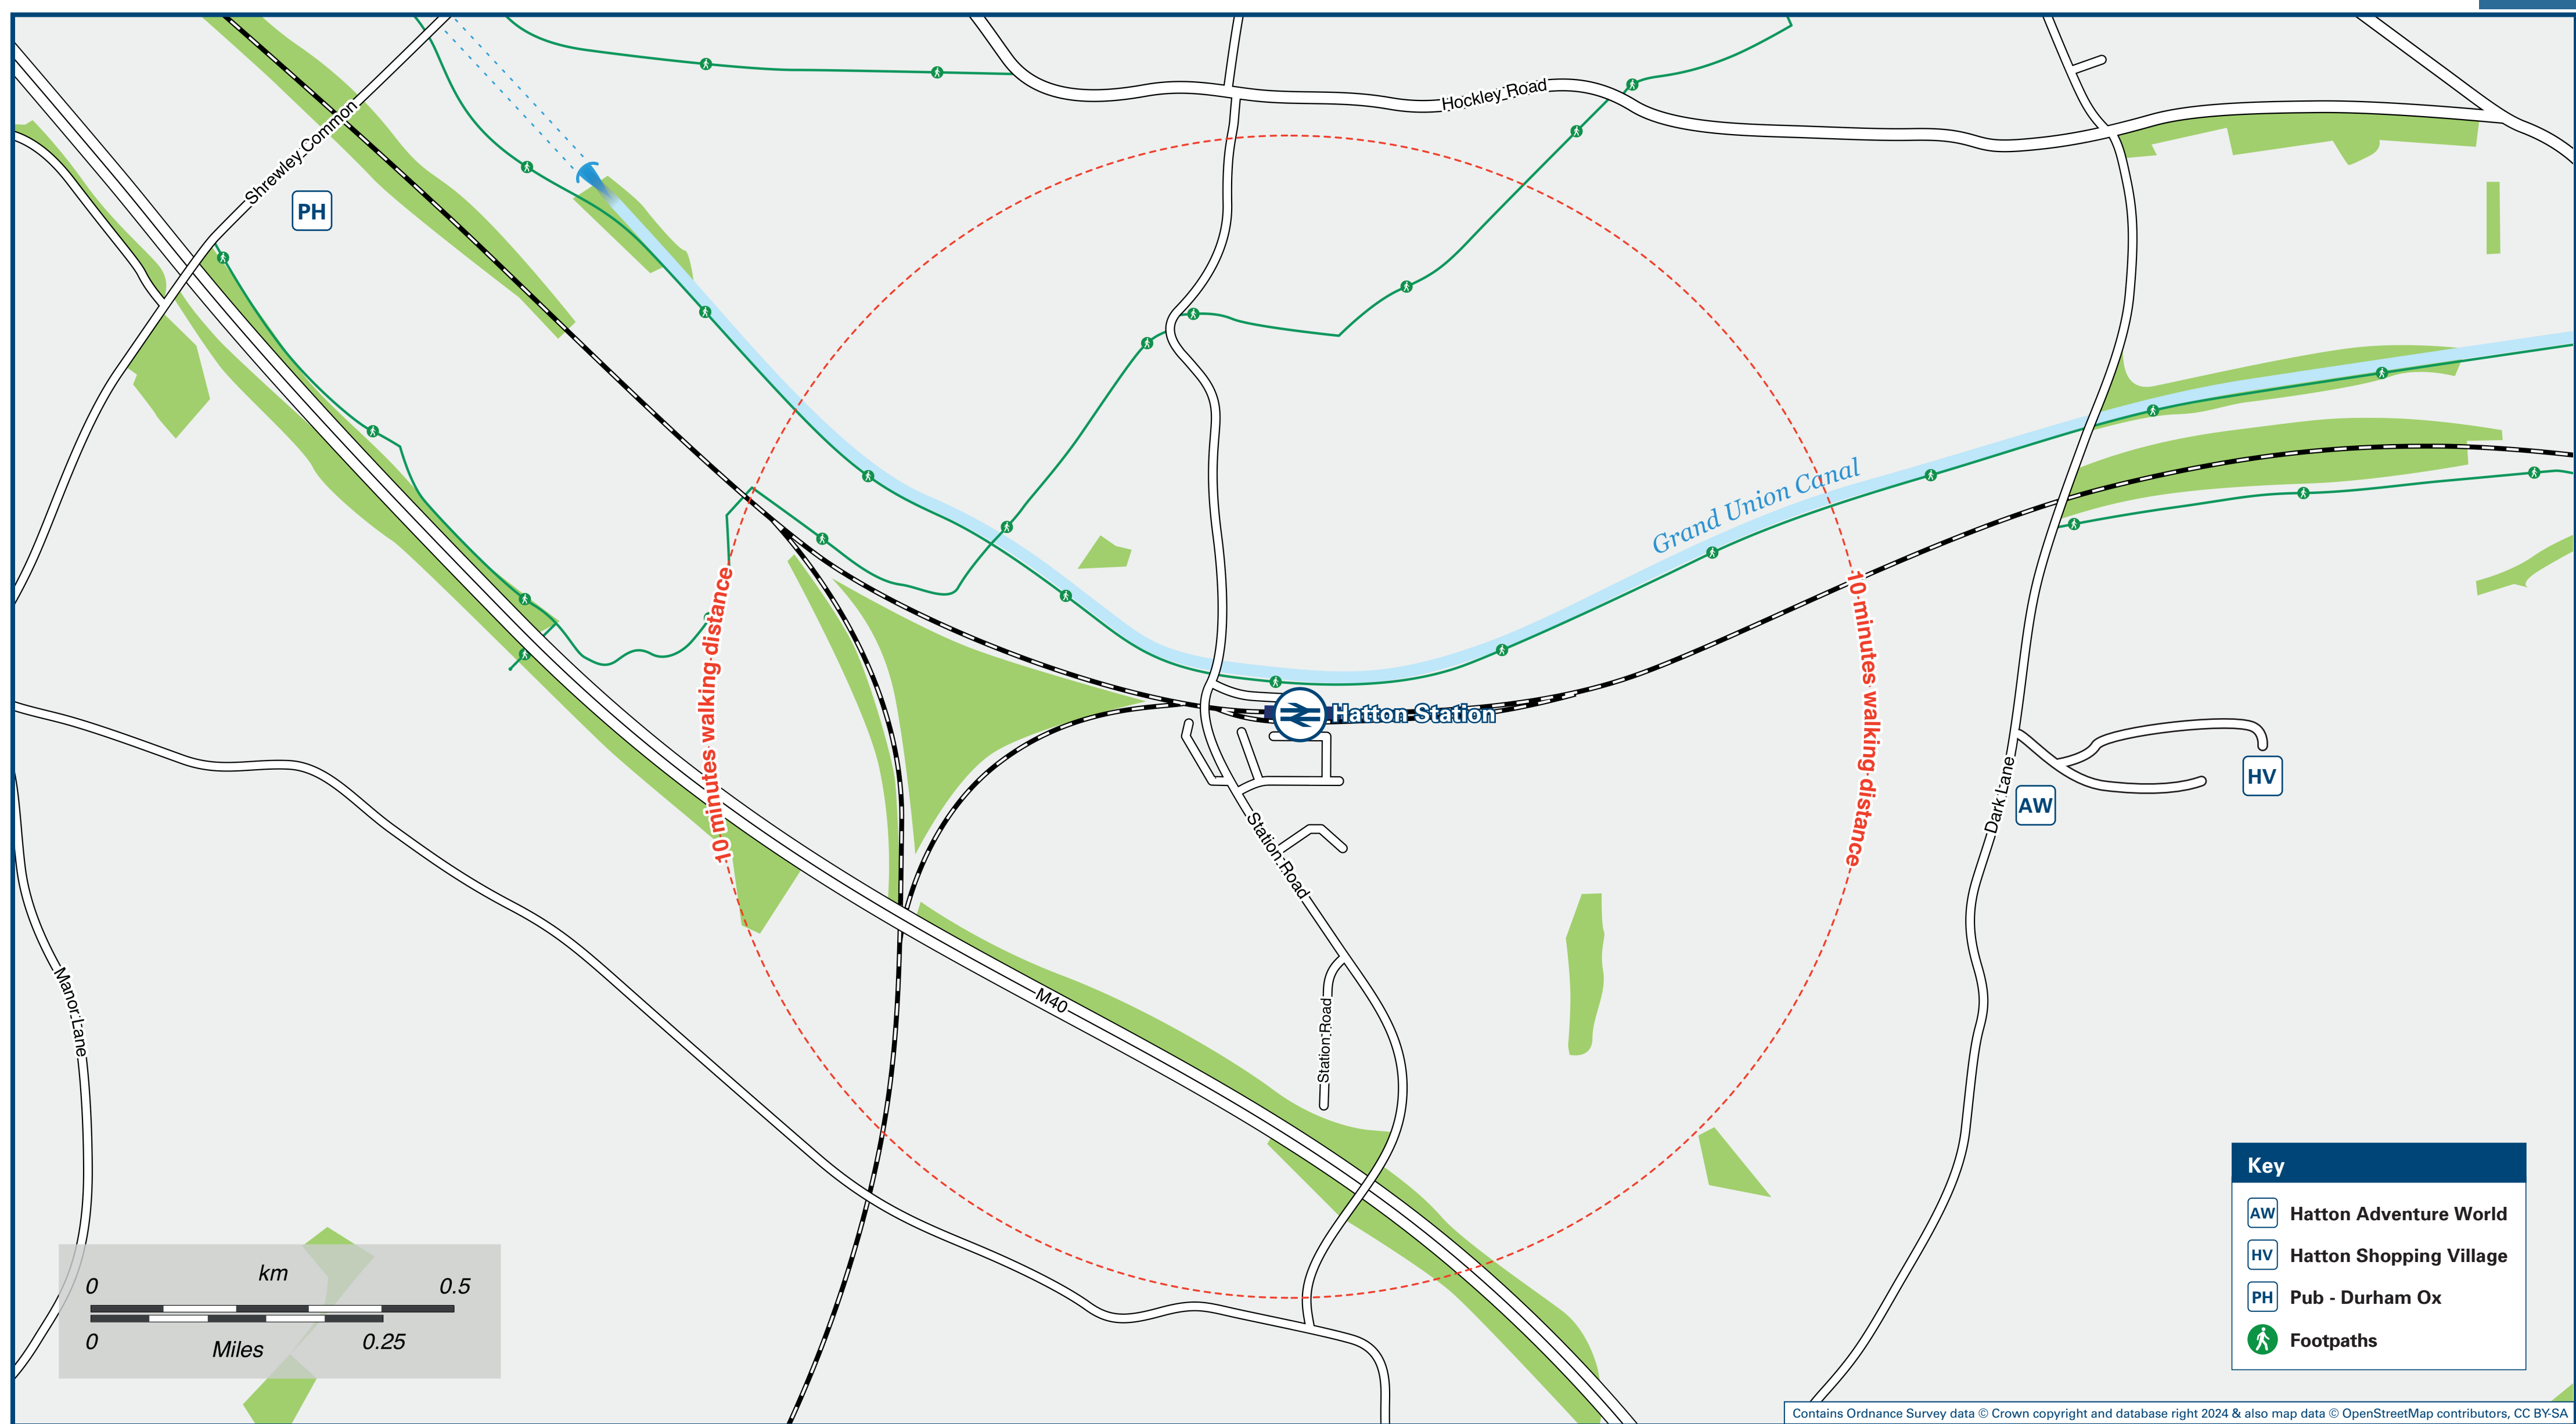 Hockley Road
Shrewley Common
PH
Grand Union Canal
10 minutes walking distance
10 minutes walking distance
Hatton Station
HV
AW
Dark Lane
Station Road
Manor Lane
M40
Station Road
Key
AW Hatton Adventure World
HV Hatton Shopping Village
PH Pub - Durham Ox
Footpaths
km
0 0.5
0 0.25
Miles
Contains Ordnance Survey data © Crown copyright and database right 2024 & also map data © OpenStreetMap contributors, CC BY-SA